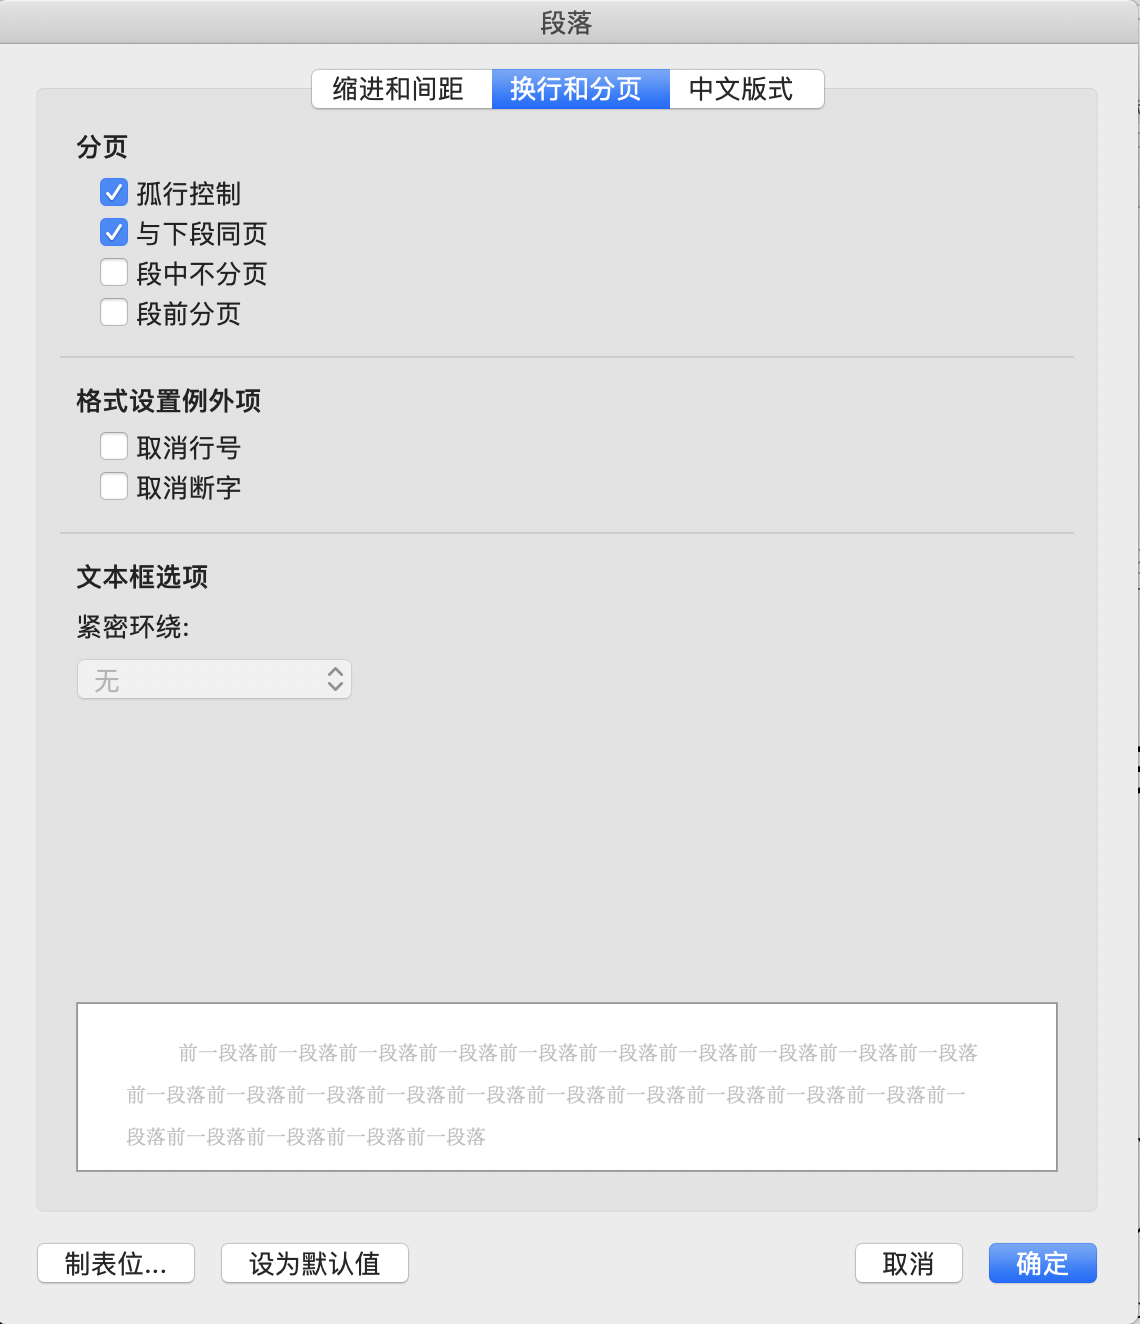 段落
缩进和间距 换行和分页 中文版式
分页
孤行控制
与下段同页
段中不分页
段前分页
格式设置例外项
取消行号
取消断字
文本框选项
紧密环绕:
无
前一段落前一段落前一段落前一段落前一段落前一段落前一段落前一段落前一段落前一段落
前一段落前一段落前一段落前一段落前一段落前一段落前一段落前一段落前一段落前一段落前一
段落前一段落前一段落前一段落前一段落
制表位... 设为默认值 取消 确定